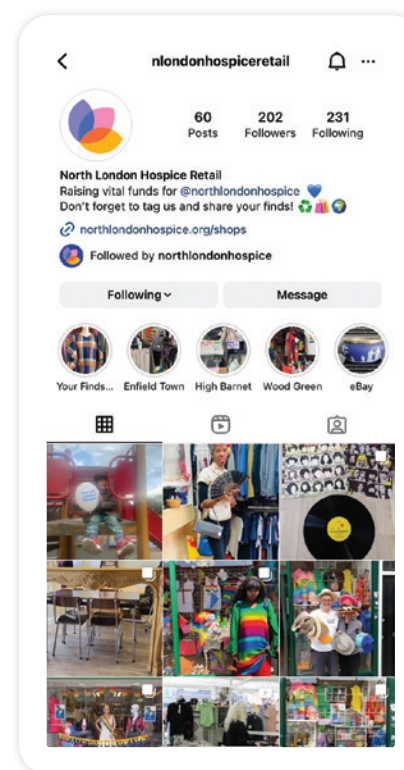 nlondonhospiceretail
60 202 231
Posts Followers Following
North London Hospice Retail
Raising vital funds for @northlondonhospice 💙
Don't forget to tag us and share your finds! ♻️🛍️🌍
northlondonhospice.org/shops
Followed by northlondonhospice
Following Message
Your Finds... Enfield Town High Barnet Wood Green eBay